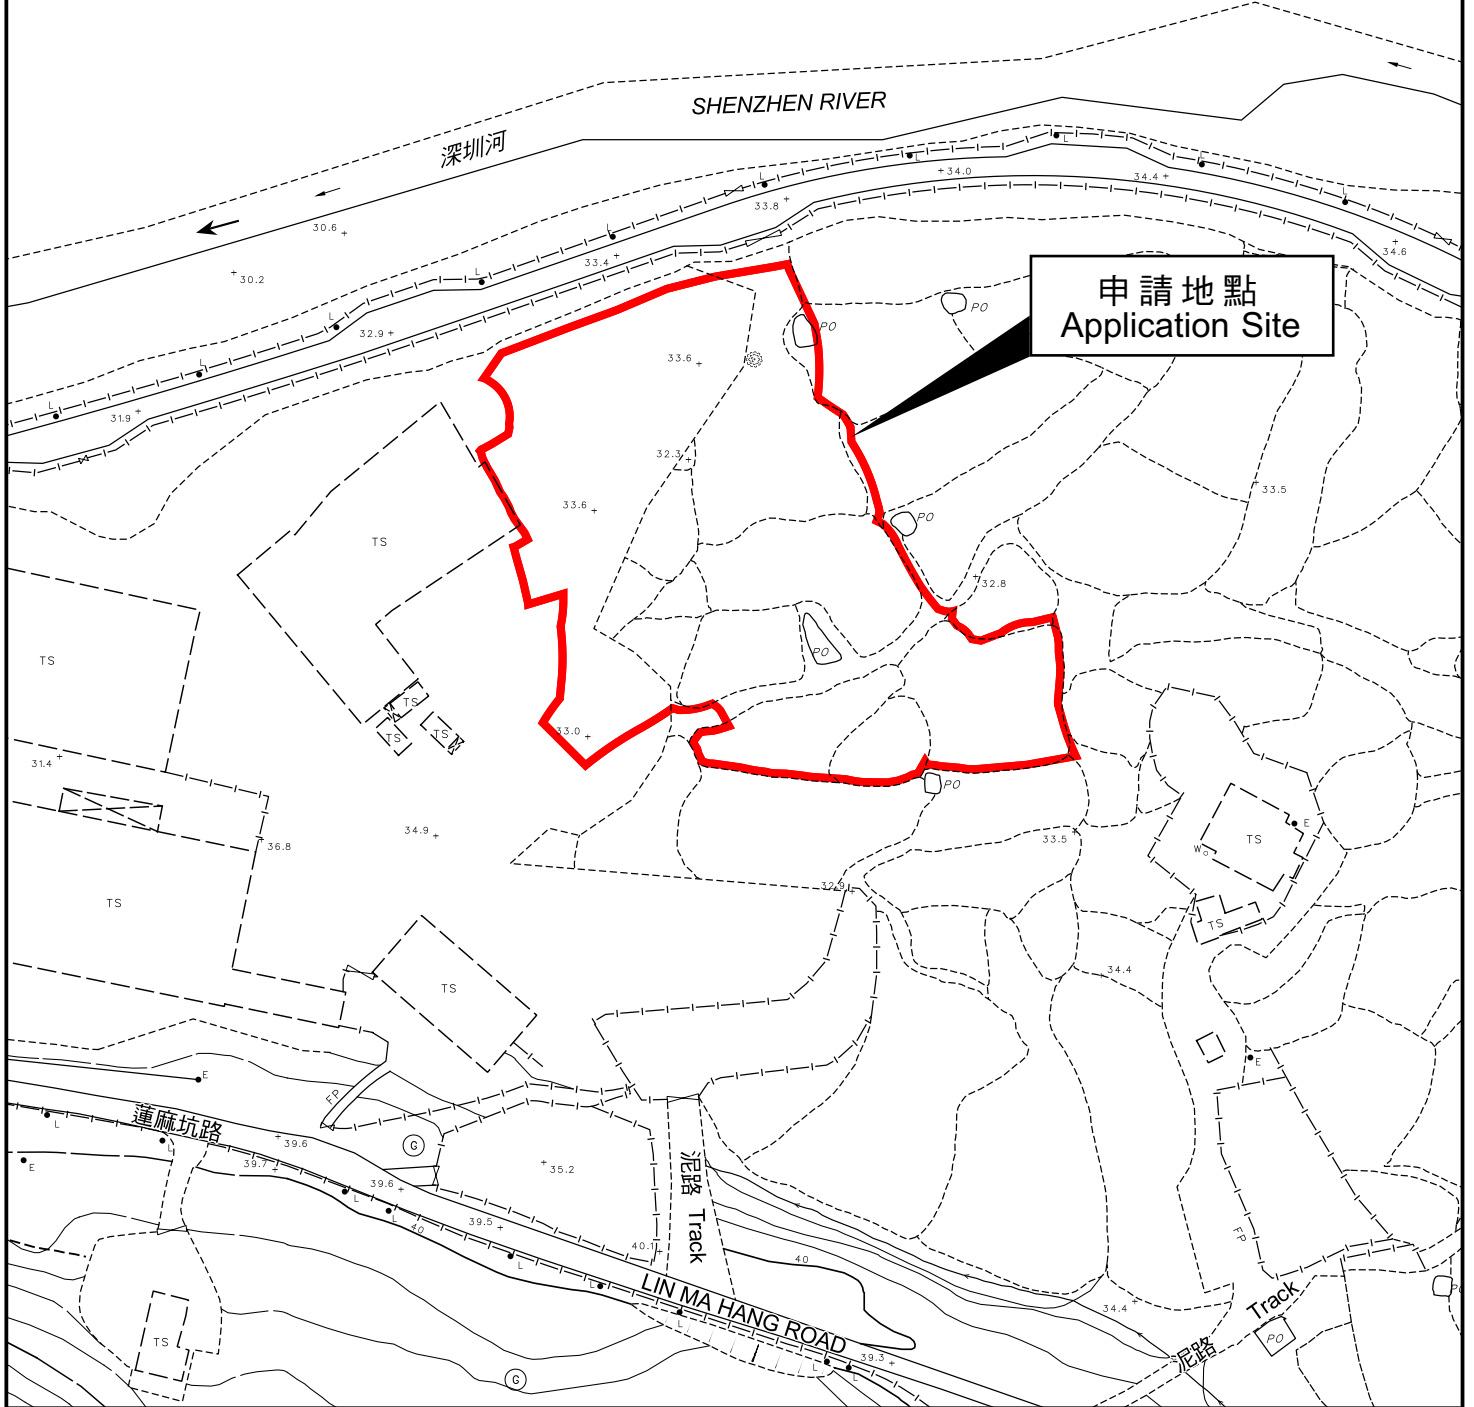 SHENZHEN RIVER
深圳河
L
L
L
34.0
34.4
L
L
33.8
L
30.6
L
34.6
33.4
30.2
L
申請地點
Application Site
PO
L
PO
32.9
33.6
L
L
31.9
32.3
33.5
33.6
PO
TS
32.8
TS
PO
TS
33.0
TS
TS
31.4
PO
34.9
33.5
E
TS
36.8
W
32.9
TS
TS
34.4
TS
E
E
FP
蓮麻坑路
L
L
39.6
G
39.7
35.2
E
39.6
泥路 Track
L
L
40
39.5
40.1
FP
L
40
L
LIN MA HANG ROAD
34.4
泥路 Track
PO
L
TS
PO
39.3
L
L
G